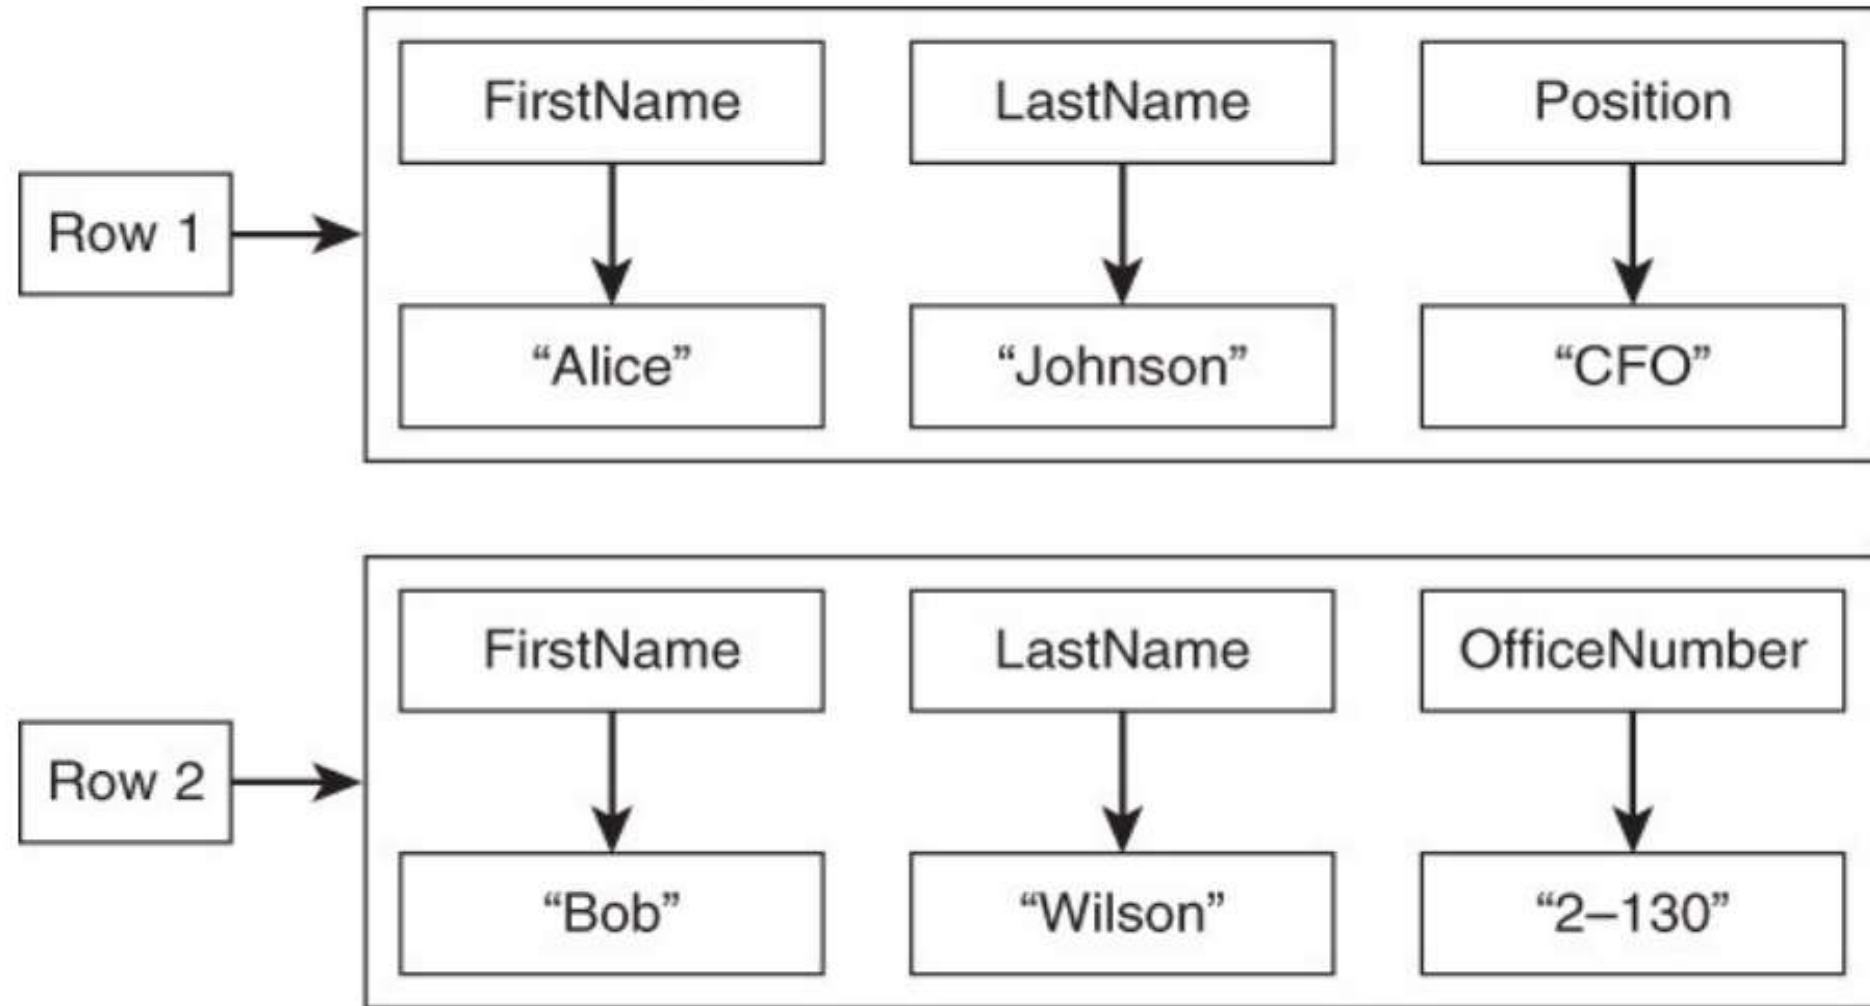 FirstName LastName Position
Row 1
“Alice” “Johnson” “CFO”
FirstName LastName OfficeNumber
Row 2
“Bob” “Wilson” “2–130”